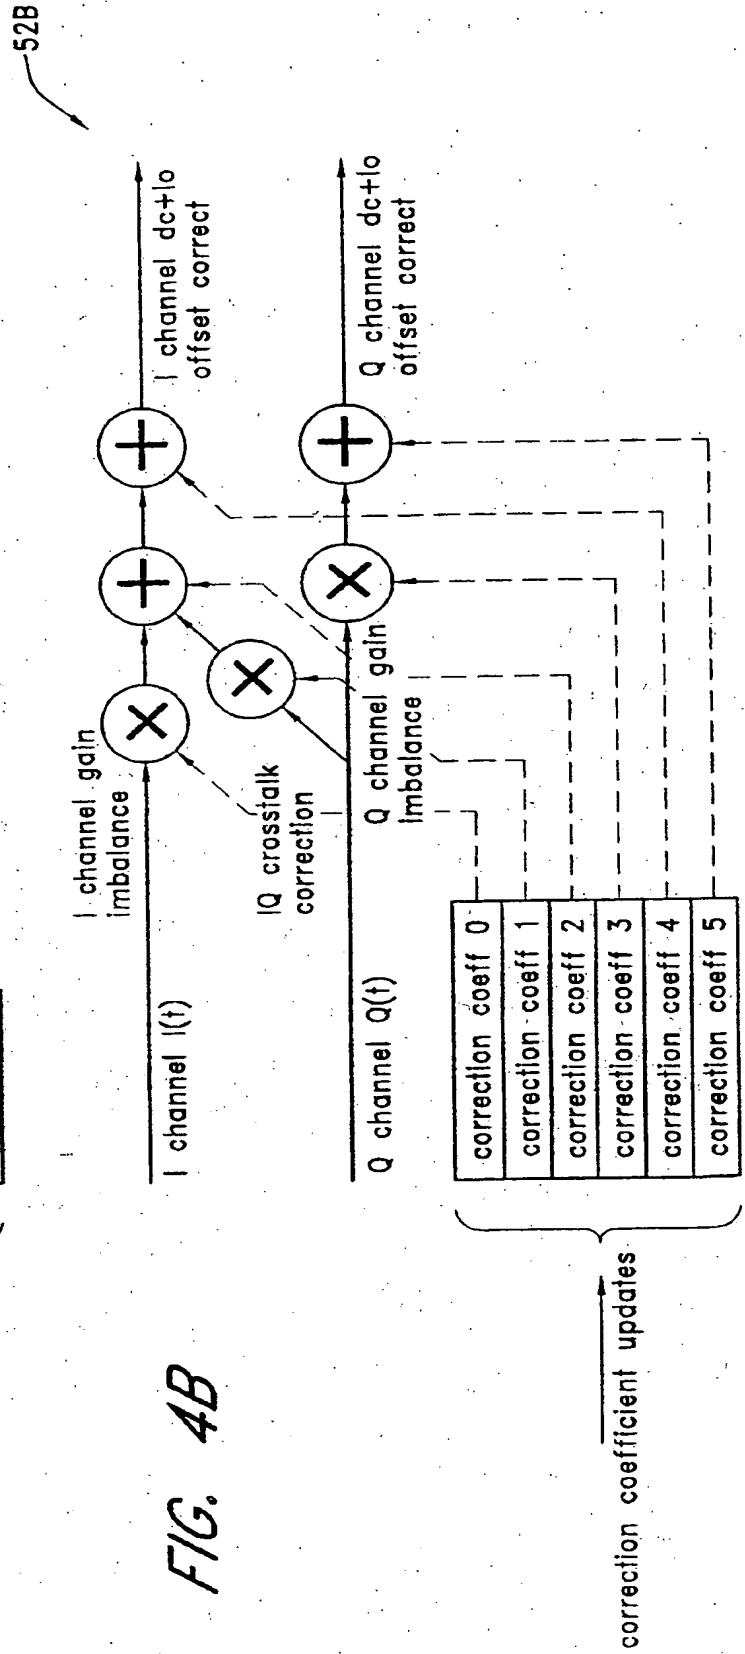 FIG. 4B
52B
I channel I(t)
I channel gain
imbalance
I channel dc+lo
offset correct
IQ crosstalk
correction
Q channel Q(t)
Q channel gain
imbalance
Q channel dc+lo
offset correct
correction coeff 0
correction coeff 1
correction coeff 2
correction coeff 3
correction coeff 4
correction coeff 5
correction coefficient updates